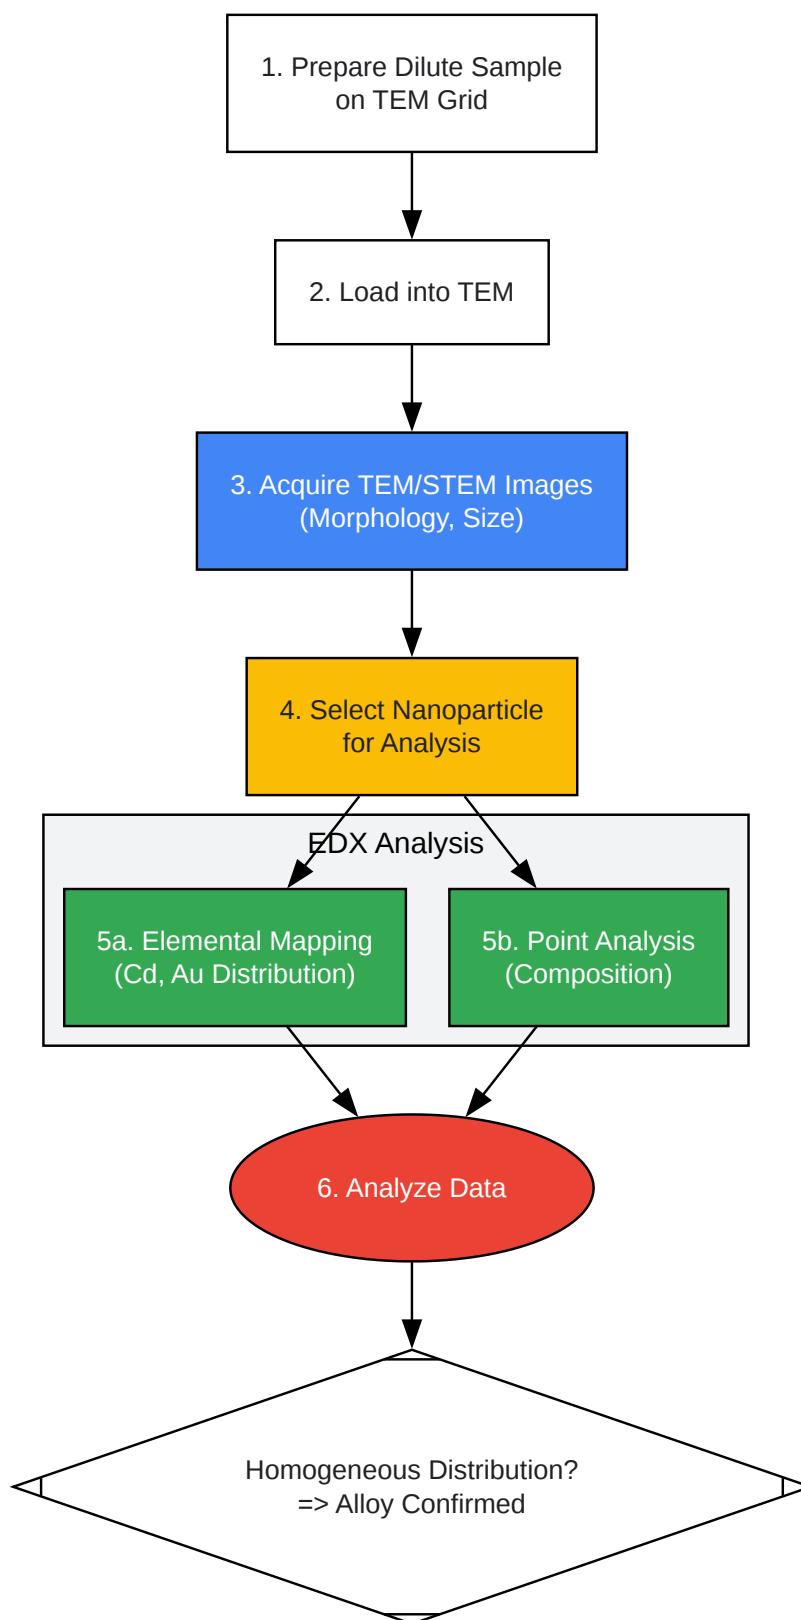 1. Prepare Dilute Sample
on TEM Grid
2. Load into TEM
3. Acquire TEM/STEM Images
(Morphology, Size)
4. Select Nanoparticle
for Analysis
EDX Analysis
5a. Elemental Mapping
(Cd, Au Distribution)
5b. Point Analysis
(Composition)
6. Analyze Data
Homogeneous Distribution?
=> Alloy Confirmed